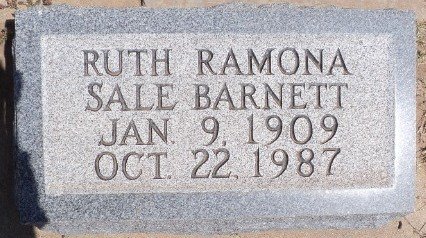 RUTH RAMONA
SALE BARNETT
JAN. 9, 1909
OCT. 22, 1987